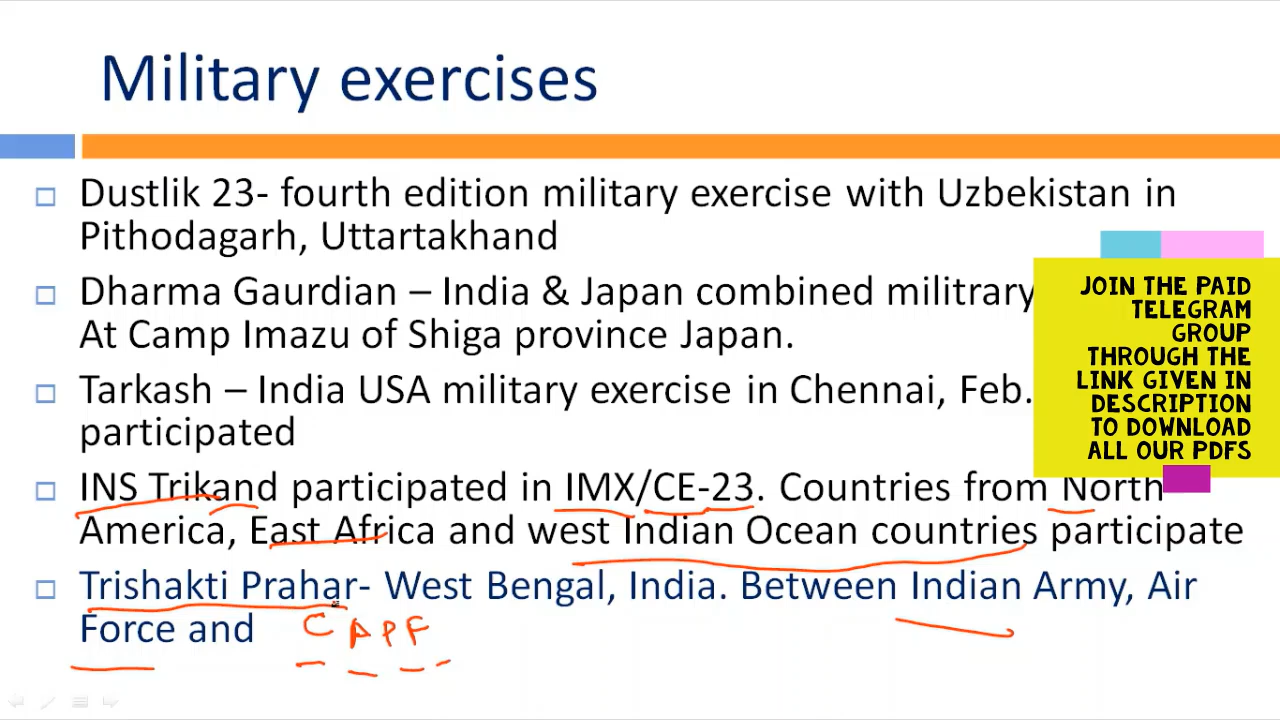 Military exercises
Dustlik 23- fourth edition military exercise with Uzbekistan in
Pithodagarh, Uttartakhand
Dharma Gaurdian – India & Japan combined militrary
At Camp Imazu of Shiga province Japan.
Tarkash – India USA military exercise in Chennai, Feb.
participated
INS Trikand participated in IMX/CE-23. Countries from North
America, East Africa and west Indian Ocean countries participate
Trishakti Prahar- West Bengal, India. Between Indian Army, Air
Force and CAPF
JOIN THE PAID
TELEGRAM
GROUP
THROUGH THE
LINK GIVEN IN
DESCRIPTION
TO DOWNLOAD
ALL OUR PDFS